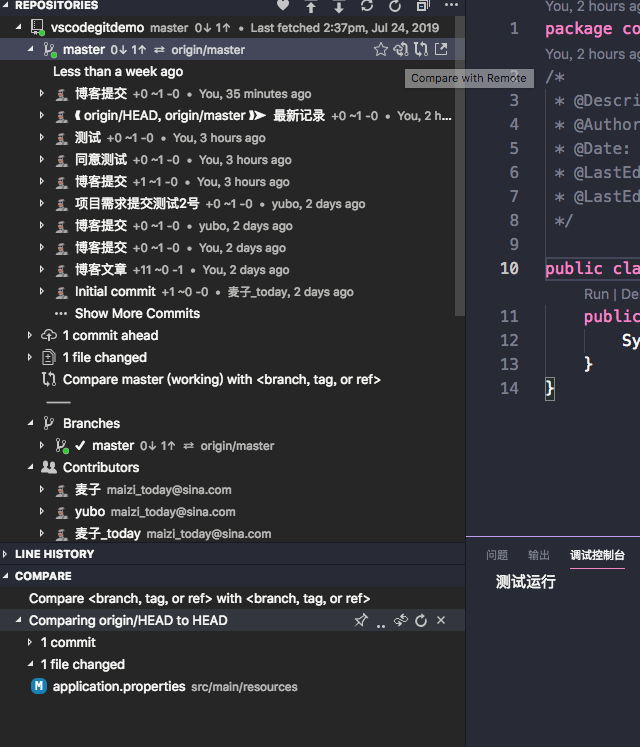 REPOSITORIES
vscodegitdemo master 0↓ 1↑ • Last fetched 2:37pm, Jul 24, 2019
master 0↓ 1↑ ⇄ origin/master
Less than a week ago
Compare with Remote
博客提交 +0 ~1 -0 • You, 35 minutes ago
《 origin/HEAD, origin/master 》➤ 最新记录 +0 ~1 -0 • You, 2 h...
测试 +0 ~1 -0 • You, 3 hours ago
同意测试 +0 ~1 -0 • You, 3 hours ago
博客提交 +1 ~1 -0 • You, 3 hours ago
项目需求提交测试2号 +0 ~1 -0 • yubo, 2 days ago
博客提交 +0 ~1 -0 • yubo, 2 days ago
博客提交 +0 ~1 -0 • You, 2 days ago
博客文章 +11 ~0 -1 • You, 2 days ago
Initial commit +1 ~0 -0 • 麦子_today, 2 days ago
Show More Commits
1 commit ahead
1 file changed
Compare master (working) with <branch, tag, or ref>
Branches
✔ master 0↓ 1↑ ⇄ origin/master
Contributors
麦子 maizi_today@sina.com
yubo maizi_today@sina.com
麦子_today maizi_today@sina.com
LINE HISTORY
COMPARE
Compare <branch, tag, or ref> with <branch, tag, or ref>
Comparing origin/HEAD to HEAD
1 commit
1 file changed
M application.properties src/main/resources
You, 2 hours ag
1 package co
You, 2 hours ag
2 /*
3 * @Descri
4 * @Author
5 * @Date:
6 * @LastEd
7 * @LastEd
8 */
9
10 public cla
Run | De
11 public
12 Sy
13 }
14 }
问题 输出 调试控制台
测试运行